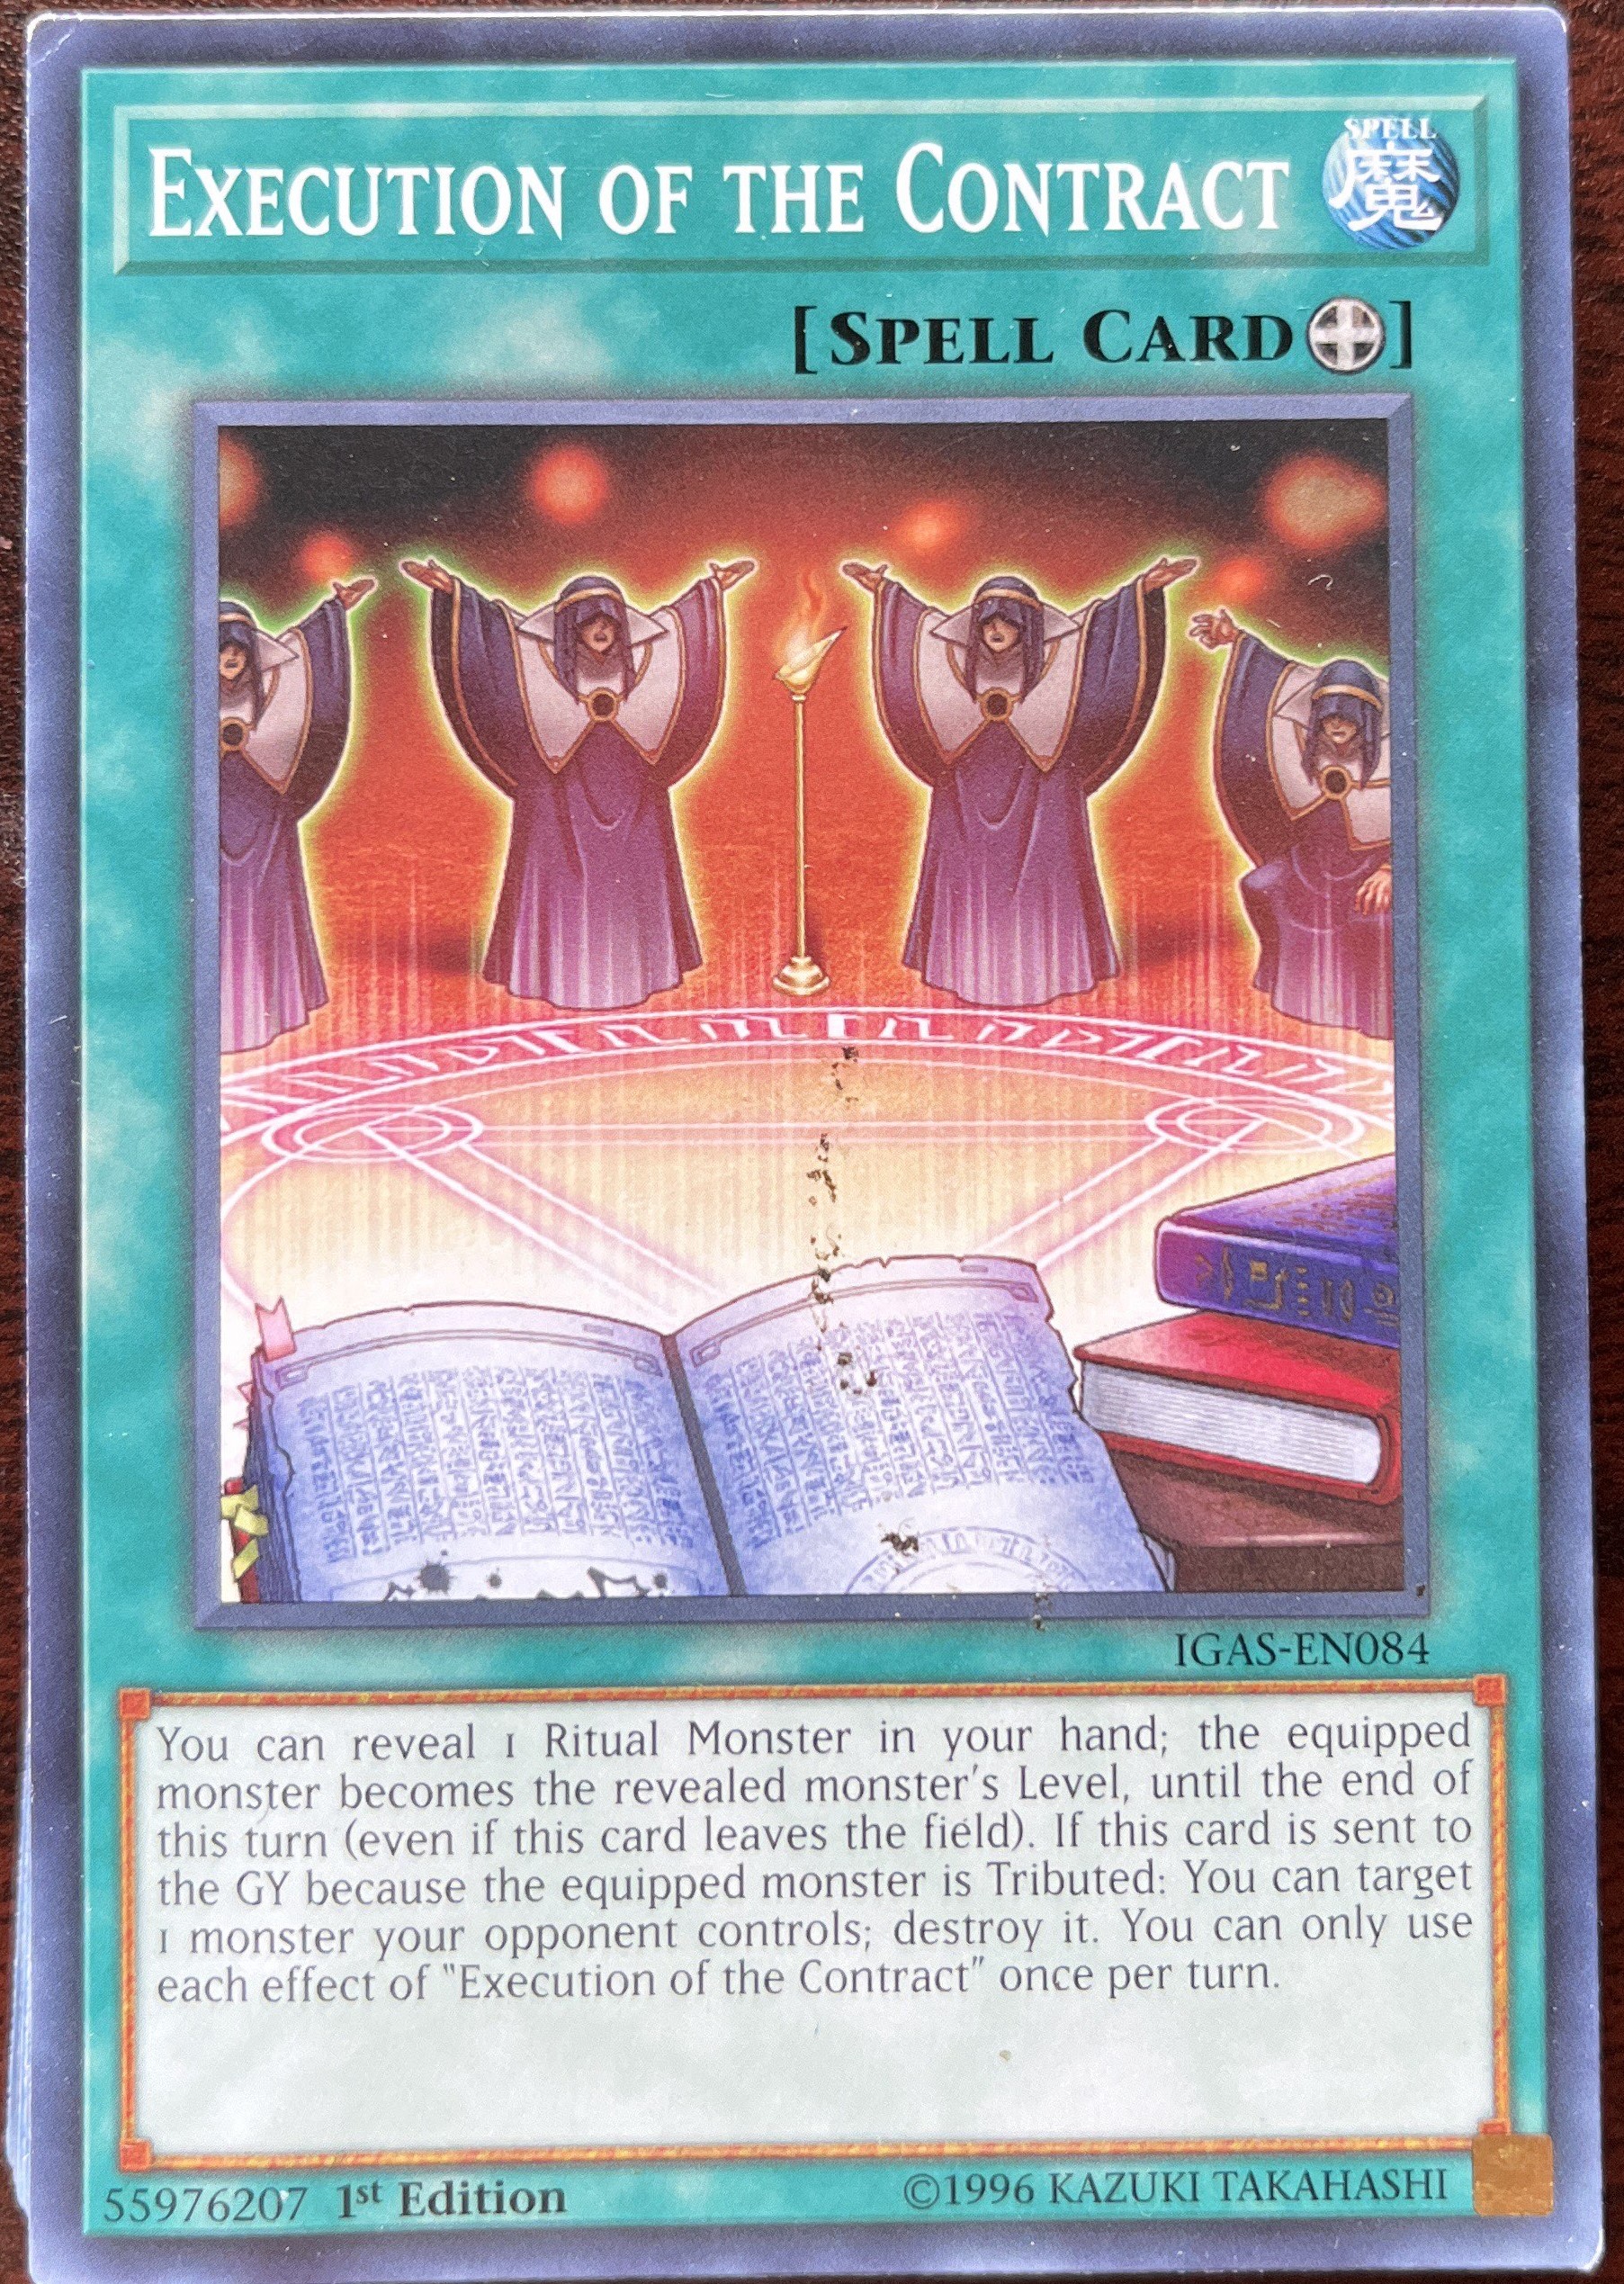 EXECUTION OF THE CONTRACT
SPELL
魔
[SPELL CARD]
IGAS-EN084
You can reveal 1 Ritual Monster in your hand; the equipped
monster becomes the revealed monster's Level, until the end of
this turn (even if this card leaves the field). If this card is sent to
the GY because the equipped monster is Tributed: You can target
1 monster your opponent controls; destroy it. You can only use
each effect of "Execution of the Contract" once per turn.
55976207 1st Edition ©1996 KAZUKI TAKAHASHI